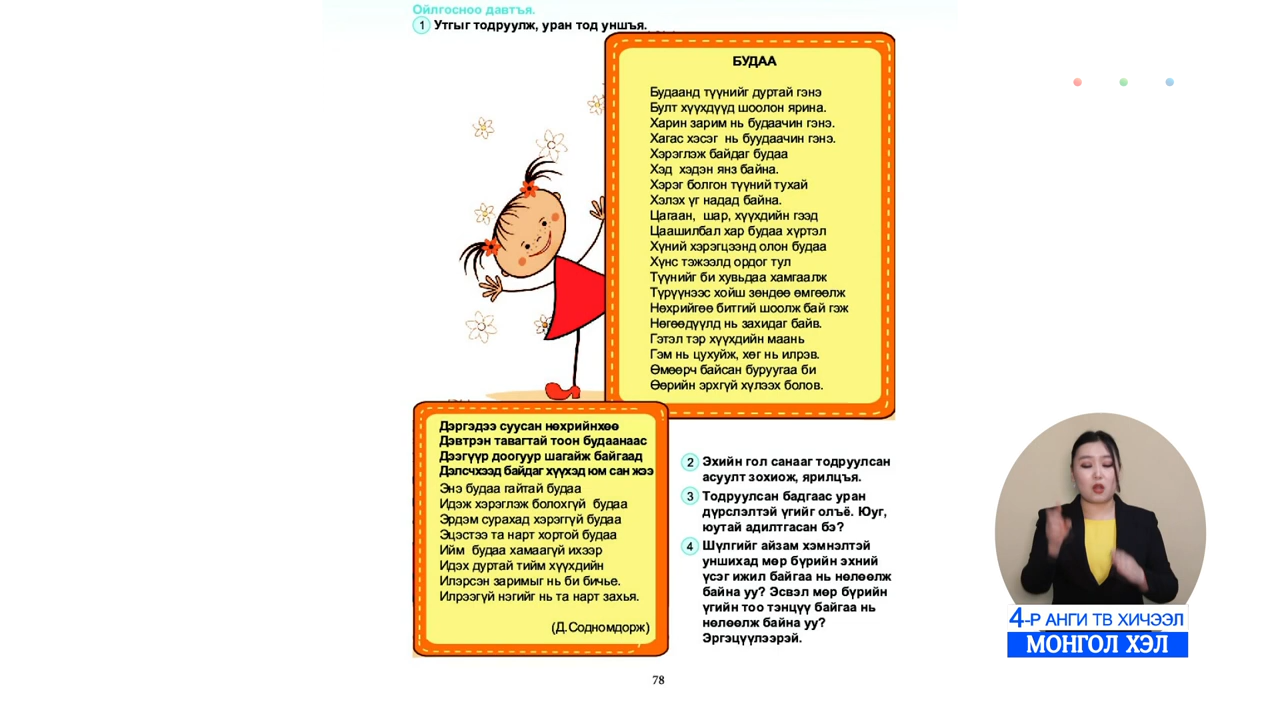 Ойлгосноо давтъя.
1 Утгыг тодруулж, уран тод уншъя.
БУДАА
Будаанд түүнийг дуртай гэнэ
Булт хүүхдүүд шоолон ярина.
Харин зарим нь будаачин гэнэ.
Хагас хэсэг нь буудаачин гэнэ.
Хэрэглэж байдаг будаа
Хэд хэдэн янз байна.
Хэрэг болгон түүний тухай
Хэлэх үг надад байна.
Цагаан, шар, хүүхдийн гээд
Цаашилбал хар будаа хүртэл
Хүний хэрэгцээнд олон будаа
Хүнс тэжээлд ордог тул
Түүнийг би хувьдаа хамгаалж
Түрүүнээс хойш зөндөө өмгөөлж
Нөхрийгөө битгий шоолж бай гэж
Нөгөөдүүлд нь захидаг байв.
Гэтэл тэр хүүхдийн маань
Гэм нь цухуйж, хөг нь илрэв.
Өмөөрч байсан буруугаа би
Өөрийн эрхгүй хүлээх болов.
Дэргэдээ суусан нөхрийнхөө
Дэвтрэн тавагтай тоон будаанаас
Дээгүүр доогуур шагайж байгаад
Дэлсчхээд байдаг хүүхэд юм сан жээ
Энэ будаа гайтай будаа
Идэж хэрэглэж болохгүй будаа
Эрдэм сурахад хэрэггүй будаа
Эцэстээ та нарт хортой будаа
Ийм будаа хамаагүй ихээр
Идэх дуртай тийм хүүхдийн
Илэрсэн заримыг нь би бичье.
Илрээгүй нэгийг нь та нарт захья.
(Д.Содномдорж)
2 Эхийн гол санааг тодруулсан
асуулт зохиож, ярилцъя.
3 Тодруулсан бадгаас уран
дүрслэлтэй үгийг олъё. Юуг,
юутай адилтгасан бэ?
4 Шүлгийг айзам хэмнэлтэй
уншихад мөр бүрийн эхний
үсэг ижил байгаа нь нөлөөлж
байна уу? Эсвэл мөр бүрийн
үгийн тоо тэнцүү байгаа нь
нөлөөлж байна уу?
Эргэцүүлээрэй.
78
4-Р АНГИ ТВ ХИЧЭЭЛ
МОНГОЛ ХЭЛ